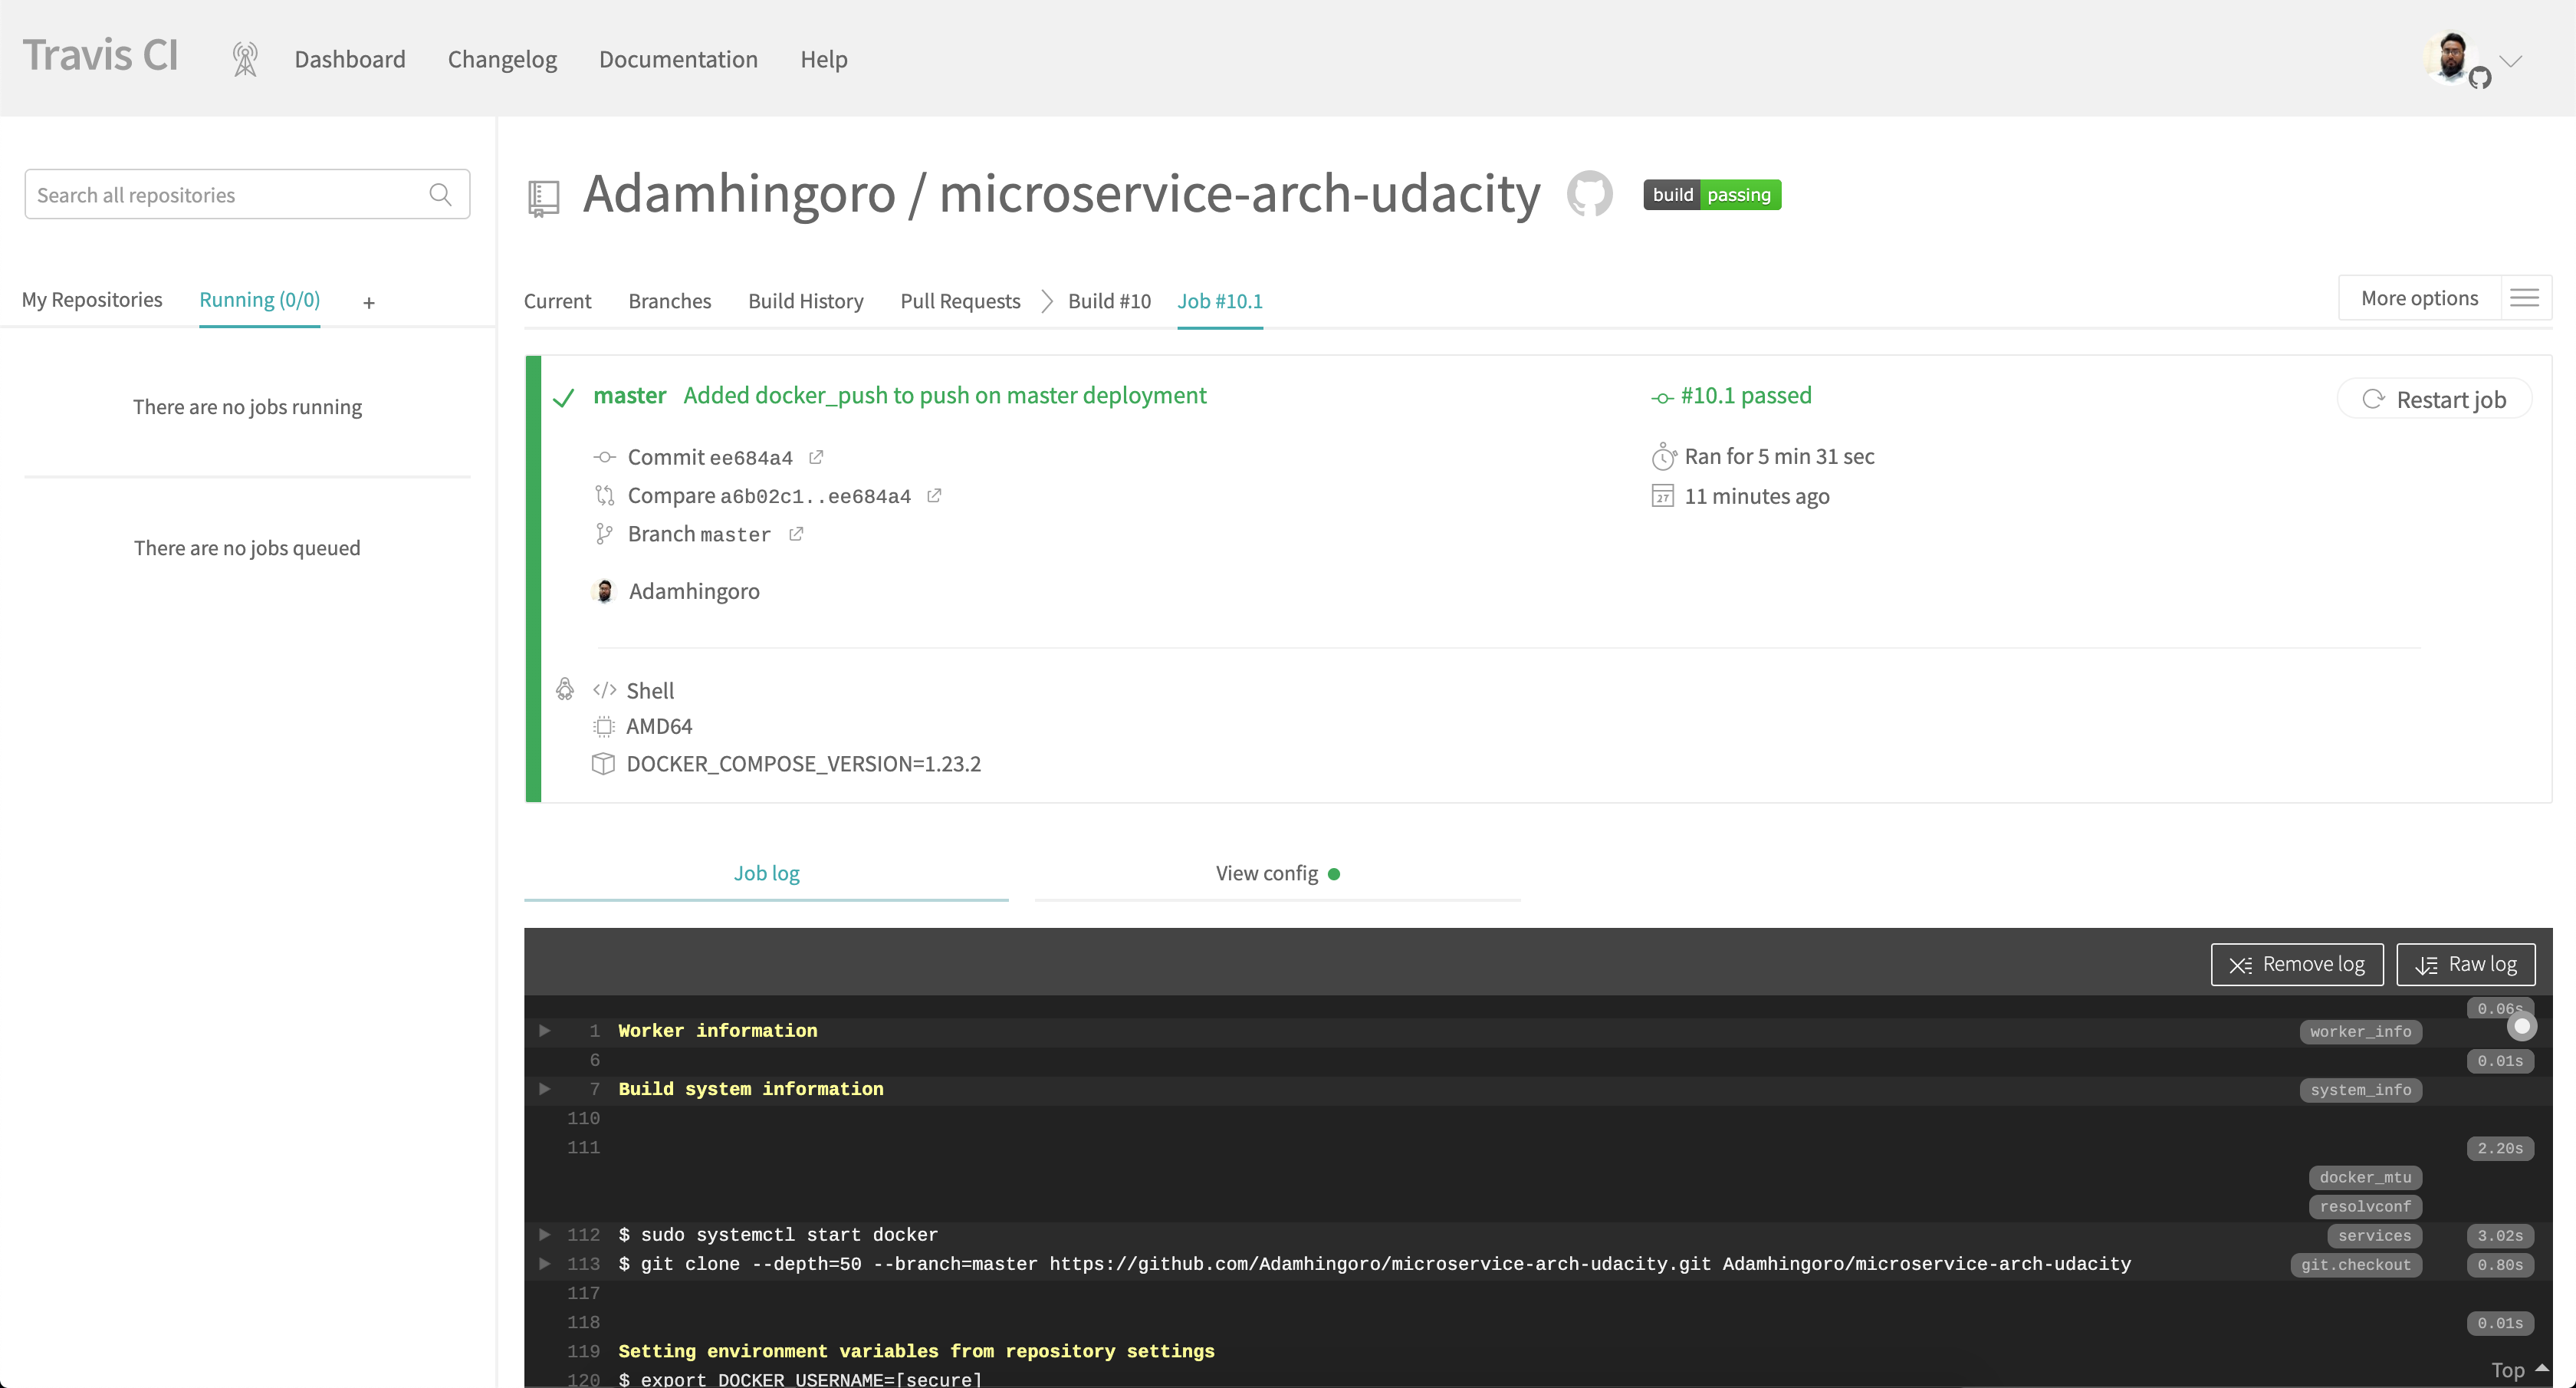 Travis CI
Dashboard
Changelog
Documentation
Help
Search all repositories
My Repositories
Running (0/0)
+
There are no jobs running
There are no jobs queued
Adamhingoro / microservice-arch-udacity
build passing
Current
Branches
Build History
Pull Requests
Build #10
Job #10.1
More options
master Added docker_push to push on master deployment
#10.1 passed
Restart job
Commit ee684a4
Ran for 5 min 31 sec
Compare a6b02c1..ee684a4
27
11 minutes ago
Branch master
Adamhingoro
</> Shell
AMD64
DOCKER_COMPOSE_VERSION=1.23.2
Job log
View config
Remove log
Raw log
0.06s
1 Worker information worker_info
6 0.01s
7 Build system information system_info
110
111 2.20s
docker_mtu
resolvconf
112 $ sudo systemctl start docker services 3.02s
113 $ git clone --depth=50 --branch=master https://github.com/Adamhingoro/microservice-arch-udacity.git Adamhingoro/microservice-arch-udacity git.checkout 0.80s
117
118 0.01s
119 Setting environment variables from repository settings
120 $ export DOCKER_USERNAME=[secure]
Top